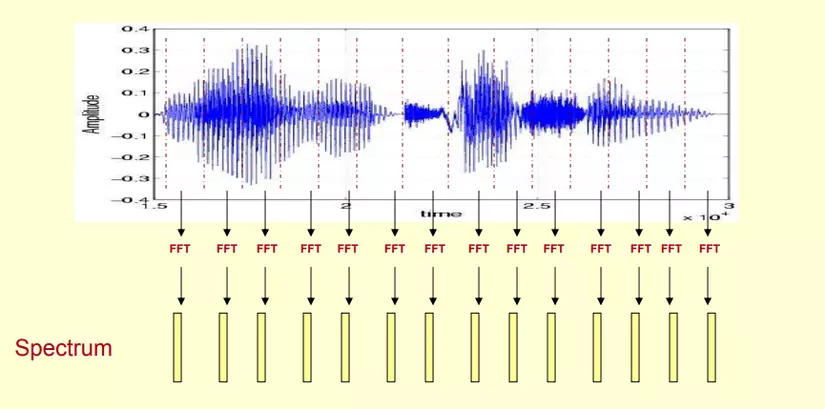 0.4
0.3
0.2
0.1
0
-0.1
-0.2
-0.3
-0.4
Amplitude
1.5 2 2.5 3
time
x 10⁴
FFT FFT FFT FFT FFT FFT FFT FFT FFT FFT FFT FFT FFT FFT
Spectrum